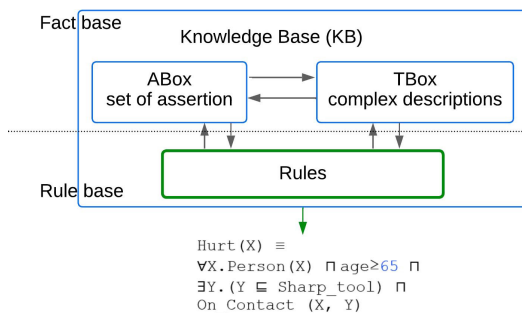 Fact base
Knowledge Base (KB)
ABox
set of assertion
TBox
complex descriptions
Rules
Rule base
Hurt(X) ≡
∀X.Person(X) ⊓ age≥65 ⊓
∃Y.(Y ⊑ Sharp_tool) ⊓
On Contact (X, Y)